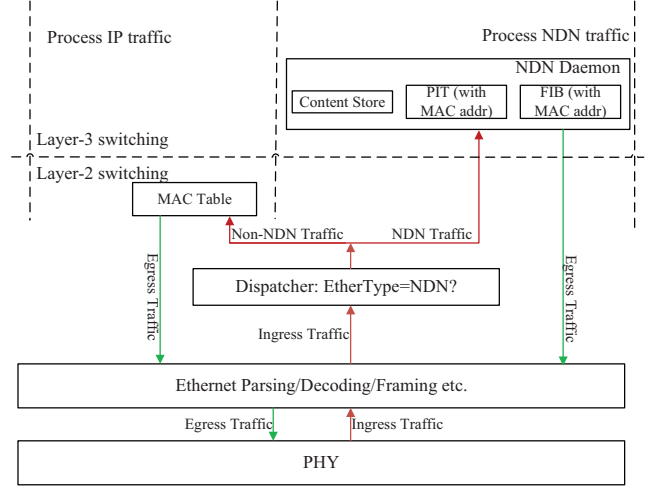 Process IP traffic
Process NDN traffic
NDN Daemon
Content Store
PIT (with
MAC addr)
FIB (with
MAC addr)
Layer-3 switching
Layer-2 switching
MAC Table
Non-NDN Traffic
NDN Traffic
Egress Traffic
Egress Traffic
Dispatcher: EtherType=NDN?
Ingress Traffic
Ethernet Parsing/Decoding/Framing etc.
Egress Traffic
Ingress Traffic
PHY